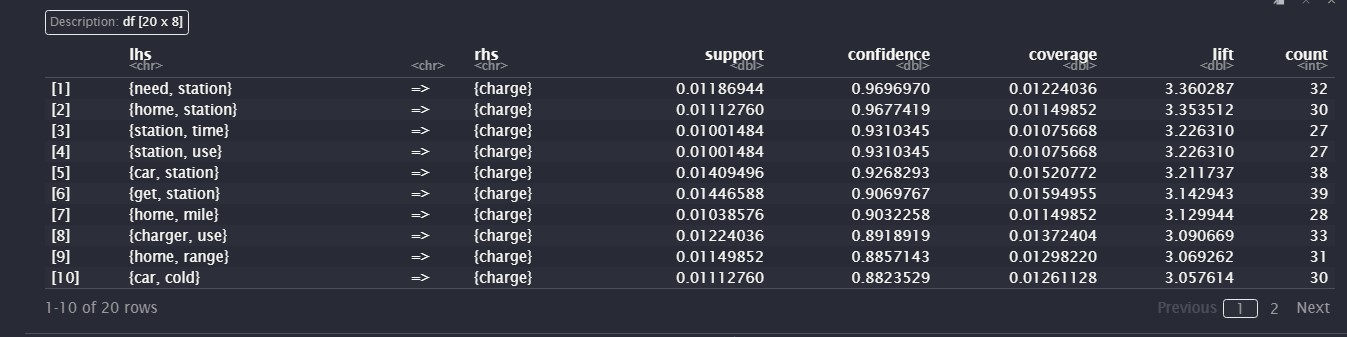 Description: df [20 x 8]
lhs rhs support confidence coverage lift count
<chr> <chr> <chr> <dbl> <dbl> <dbl> <dbl> <int>
[1] {need, station} => {charge} 0.01186944 0.9696970 0.01224036 3.360287 32
[2] {home, station} => {charge} 0.01112760 0.9677419 0.01149852 3.353512 30
[3] {station, time} => {charge} 0.01001484 0.9310345 0.01075668 3.226310 27
[4] {station, use} => {charge} 0.01001484 0.9310345 0.01075668 3.226310 27
[5] {car, station} => {charge} 0.01409496 0.9268293 0.01520772 3.211737 38
[6] {get, station} => {charge} 0.01446588 0.9069767 0.01594955 3.142943 39
[7] {home, mile} => {charge} 0.01038576 0.9032258 0.01149852 3.129944 28
[8] {charger, use} => {charge} 0.01224036 0.8918919 0.01372404 3.090669 33
[9] {home, range} => {charge} 0.01149852 0.8857143 0.01298220 3.069262 31
[10] {car, cold} => {charge} 0.01112760 0.8823529 0.01261128 3.057614 30
1-10 of 20 rows Previous 1 2 Next